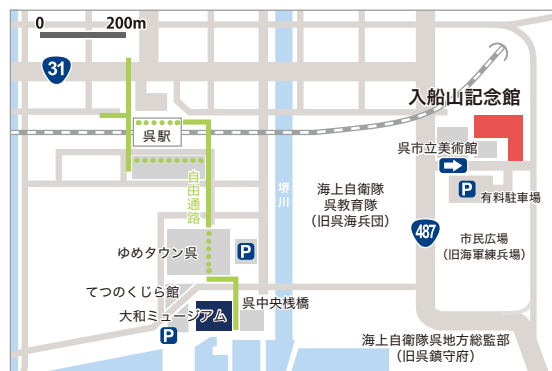 0
200m
31
入船山記念館
呉駅
呉市立美術館
P
有料駐車場
自由通路
堺川
海上自衛隊
呉教育隊
（旧呉海兵団）
487
市民広場
（旧海軍練兵場）
ゆめタウン呉
P
てつのくじら館
呉中央桟橋
大和ミュージアム
P
海上自衛隊呉地方総監部
（旧呉鎮守府）